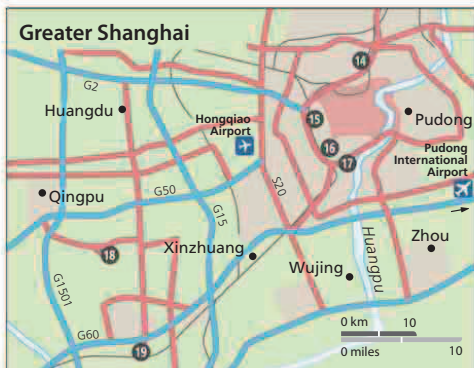 Greater Shanghai
14
G2
Huangdu
Hongqiao
Airport
15
Pudong
16
17
Pudong
International
Airport
Qingpu
G50
S20
G15
18
Xinzhuang
Huangpu
Zhou
Wujing
G1501
G60
19
0 km 10
0 miles 10